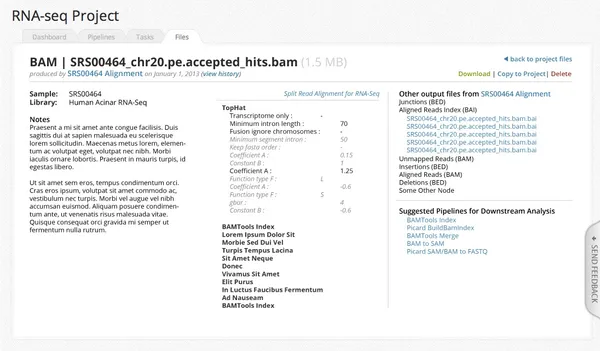 RNA-seq Project
Dashboard Pipelines Tasks Files
BAM | SRS00464_chr20.pe.accepted_hits.bam (1.5 MB)
back to project files
produced by SRS00464 Alignment on January 1, 2013 (view history)
Download | Copy to Project| Delete
Sample: SRS00464
Library: Human Acinar RNA-Seq
Notes
Praesent a mi sit amet ante congue facilisis. Duis
sagittis dui at sapien malesuada eu scelerisque
lorem sollicitudin. Maecenas metus lorem, elemen-
tum ac volutpat eget, volutpat nec nibh. Morbi
iaculis ornare lobortis. Praesent in mauris turpis, id
egestas libero.
Ut sit amet sem eros, tempus condimentum orci.
Cras eros ipsum, volutpat sit amet commodo ac,
vestibulum nec turpis. Morbi vel augue vel nibh
accumsan euismod. Aliquam posuere condimen-
tum ante, ut venenatis risus malesuada vitae.
Quisque consequat orci gravida mi semper ut
fermentum nulla rutrum.
Split Read Alignment for RNA-Seq
TopHat
Transcriptome only : -
Minimum intron length : 70
Fusion ignore chromosomes : -
Minimum segment intron : 50
Keep fasta order : -
Coefficient A : 0.15
Constant B : 1
Coefficient A : 1.25
Function type F : L
Coefficient A : -0.6
Function type F : S
gbar : 4
Constant B : -0.6
BAMTools Index
Lorem Ipsum Dolor Sit
Morbie Sed Dui Vel
Turpis Tempus Lacina
Sit Amet Neque
Donec
Vivamus Sit Amet
Elit Purus
In Luctus Faucibus Fermentum
Ad Nauseam
BAMTools Index
Other output files from SRS00464 Alignment
Junctions (BED)
Aligned Reads Index (BAI)
SRS00464_chr20.pe.accepted_hits.bam.bai
SRS00464_chr20.pe.accepted_hits.bam.bai
SRS00464_chr20.pe.accepted_hits.bam.bai
SRS00464_chr20.pe.accepted_hits.bam.bai
SRS00464_chr20.pe.accepted_hits.bam.bai
Unmapped Reads (BAM)
Insertions (BED)
Aligned Reads (BAM)
Deletions (BED)
Some Other Node
Suggested Pipelines for Downstream Analysis
BAMTools Index
Picard BuildBamIndex
BAMTools Merge
BAM to SAM
Picard SAM/BAM to FASTQ
SEND FEEDBACK